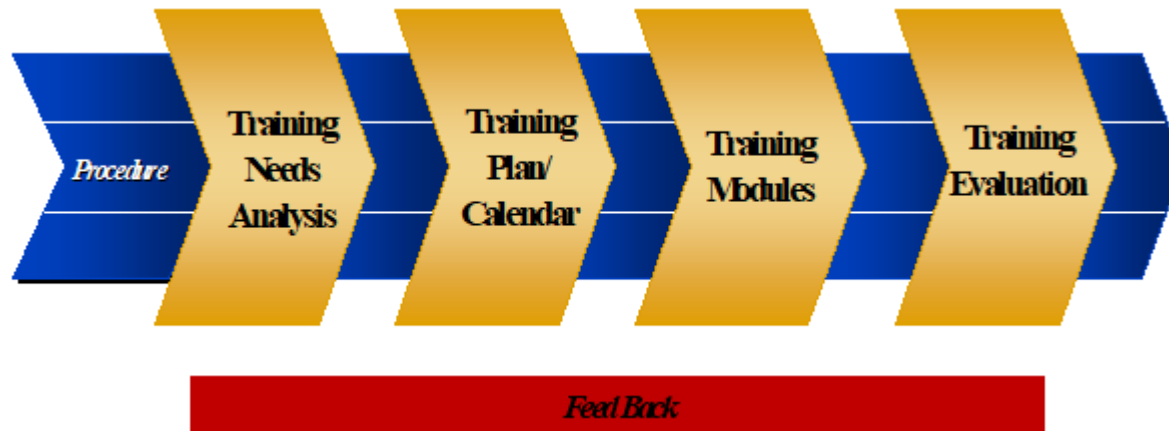 Procedure
Training
Needs
Analysis
Training
Plan/
Calendar
Training
Modules
Training
Evaluation
Feed Back